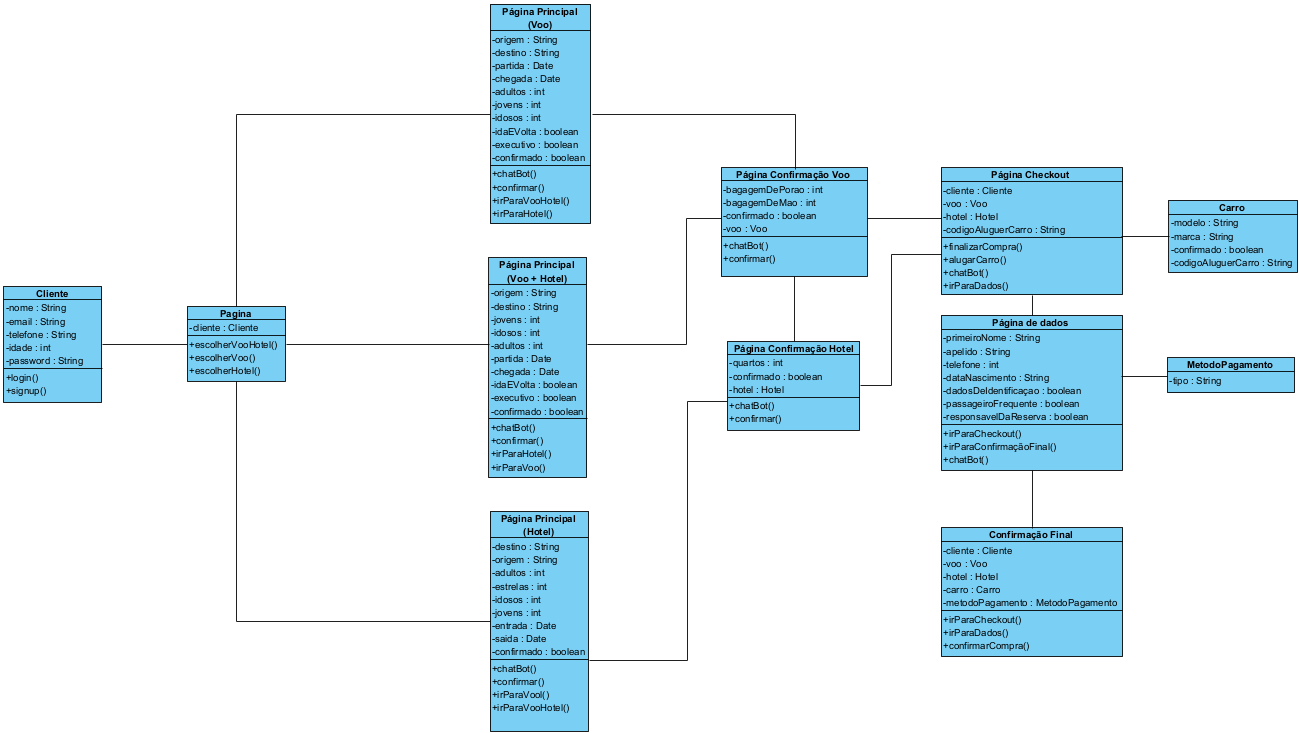 Página Principal
(Voo)
-origem : String
-destino : String
-partida : Date
-chegada : Date
-adultos : int
-jovens : int
-idosos : int
-idaEVolta : boolean
-executivo : boolean
-confirmado : boolean
+chatBot()
+confirmar()
+irParaVooHotel()
+irParaHotel()
Cliente
-nome : String
-email : String
-telefone : String
-idade : int
-password : String
+login()
+signup()
Pagina
-cliente : Cliente
+escolherVooHotel()
+escolherVoo()
+escolherHotel()
Página Principal
(Voo + Hotel)
-origem : String
-destino : String
-jovens : int
-idosos : int
-adultos : int
-partida : Date
-chegada : Date
-idaEVolta : boolean
-executivo : boolean
-confirmado : boolean
+chatBot()
+confirmar()
+irParaHotel()
+irParaVoo()
Página Principal
(Hotel)
-destino : String
-origem : String
-adultos : int
-estrelas : int
-idosos : int
-jovens : int
-entrada : Date
-saida : Date
-confirmado : boolean
+chatBot()
+confirmar()
+irParaVool()
+irParaVooHotel()
Página Confirmação Voo
-bagagemDePorao : int
-bagagemDeMao : int
-confirmado : boolean
-voo : Voo
+chatBot()
+confirmar()
Página Confirmação Hotel
-quartos : int
-confirmado : boolean
-hotel : Hotel
+chatBot()
+confirmar()
Página Checkout
-cliente : Cliente
-voo : Voo
-hotel : Hotel
-codigoAluguerCarro : String
+finalizarCompra()
+alugarCarro()
+chatBot()
+irParaDados()
Carro
-modelo : String
-marca : String
-confirmado : boolean
-codigoAluguerCarro : String
Página de dados
-primeiroNome : String
-apelido : String
-telefone : int
-dataNascimento : String
-dadosDeIdentificaçao : boolean
-passageiroFrequente : boolean
-responsavelDaReserva : boolean
+irParaCheckout()
+irParaConfirmaçãoFinal()
+chatBot()
MetodoPagamento
-tipo : String
Confirmação Final
-cliente : Cliente
-voo : Voo
-hotel : Hotel
-carro : Carro
-metodoPagamento : MetodoPagamento
+irParaCheckout()
+irParaDados()
+confirmarCompra()